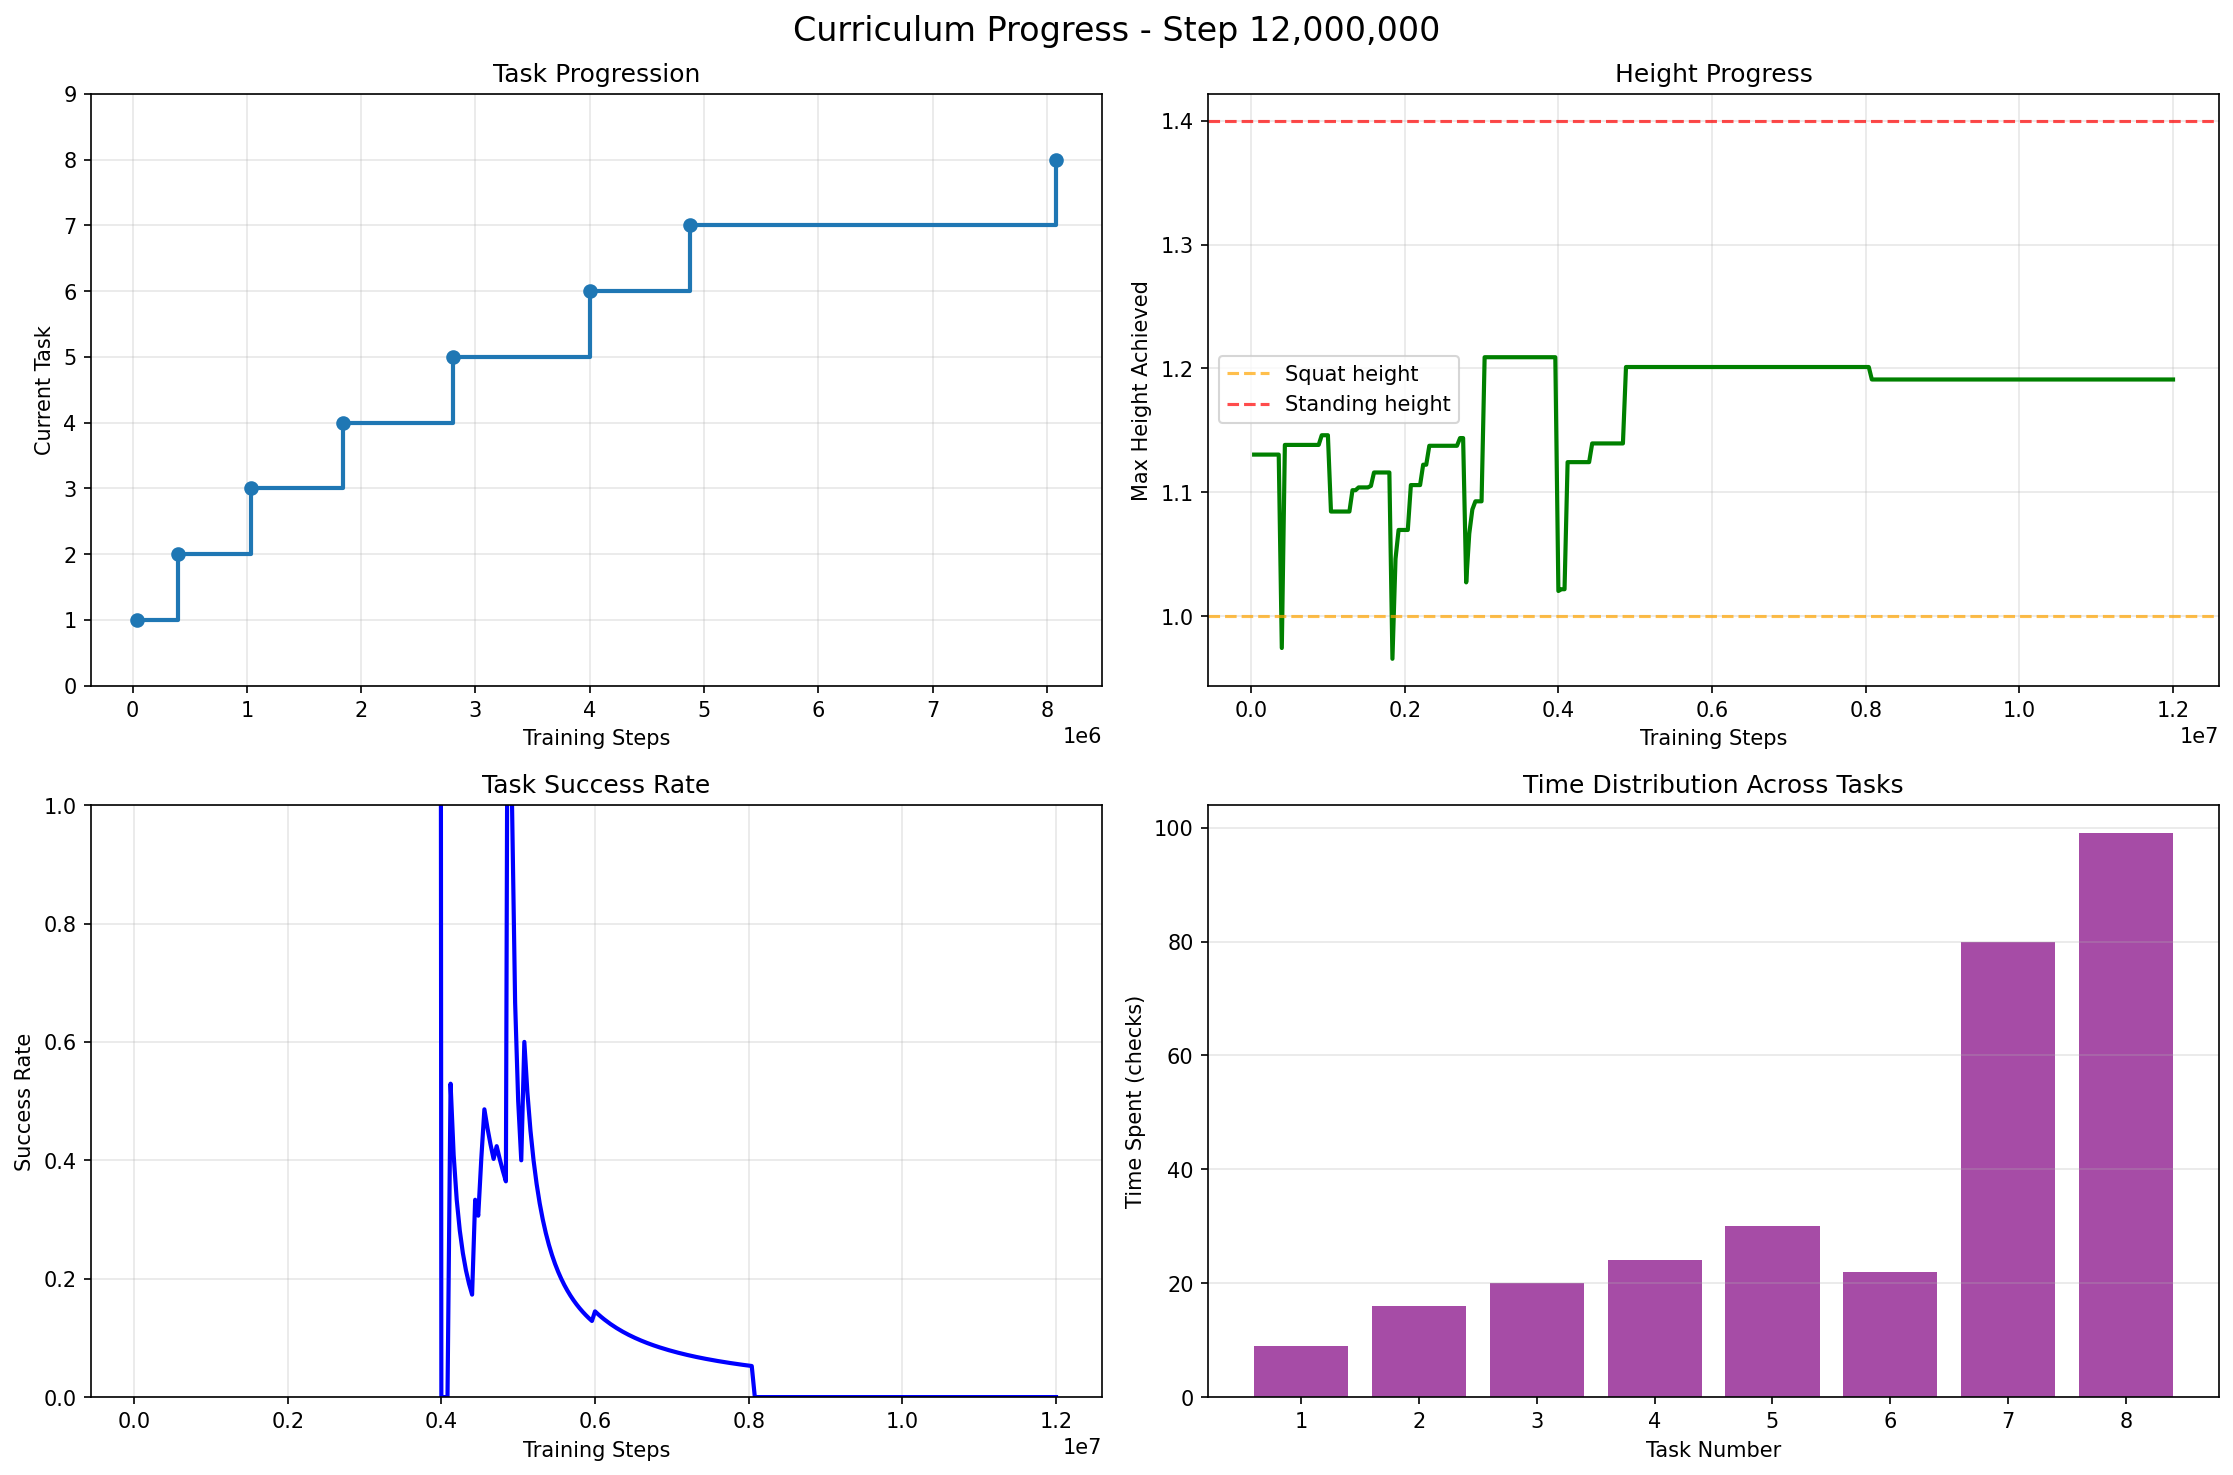 Curriculum Progress - Step 12,000,000
Task Progression
Current Task
9
8
7
6
5
4
3
2
1
0
0 1 2 3 4 5 6 7 8
1e6
Training Steps
Height Progress
Max Height Achieved
1.4
1.3
1.2
1.1
1.0
Squat height
Standing height
0.0 0.2 0.4 0.6 0.8 1.0 1.2
1e7
Training Steps
Task Success Rate
Success Rate
1.0
0.8
0.6
0.4
0.2
0.0
0.0 0.2 0.4 0.6 0.8 1.0 1.2
1e7
Training Steps
Time Distribution Across Tasks
Time Spent (checks)
100
80
60
40
20
0
1 2 3 4 5 6 7 8
Task Number